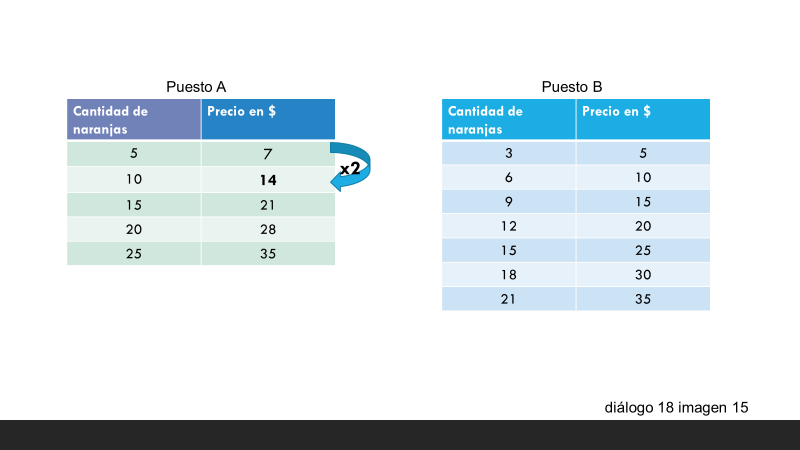 Puesto A
Cantidad de naranjas Precio en $
5 7
10 14
15 21
20 28
25 35
x2
Puesto B
Cantidad de naranjas Precio en $
3 5
6 10
9 15
12 20
15 25
18 30
21 35
diálogo 18 imagen 15